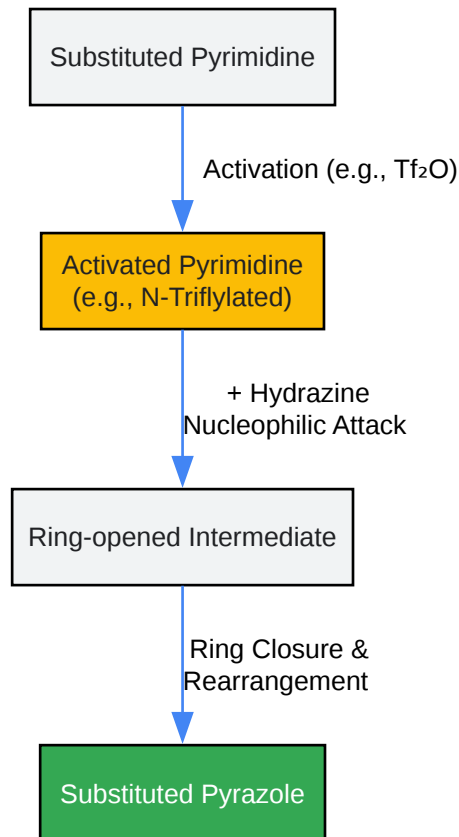 Substituted Pyrimidine
Activation (e.g., Tf₂O)
Activated Pyrimidine
(e.g., N-Triflylated)
+ Hydrazine
Nucleophilic Attack
Ring-opened Intermediate
Ring Closure &
Rearrangement
Substituted Pyrazole